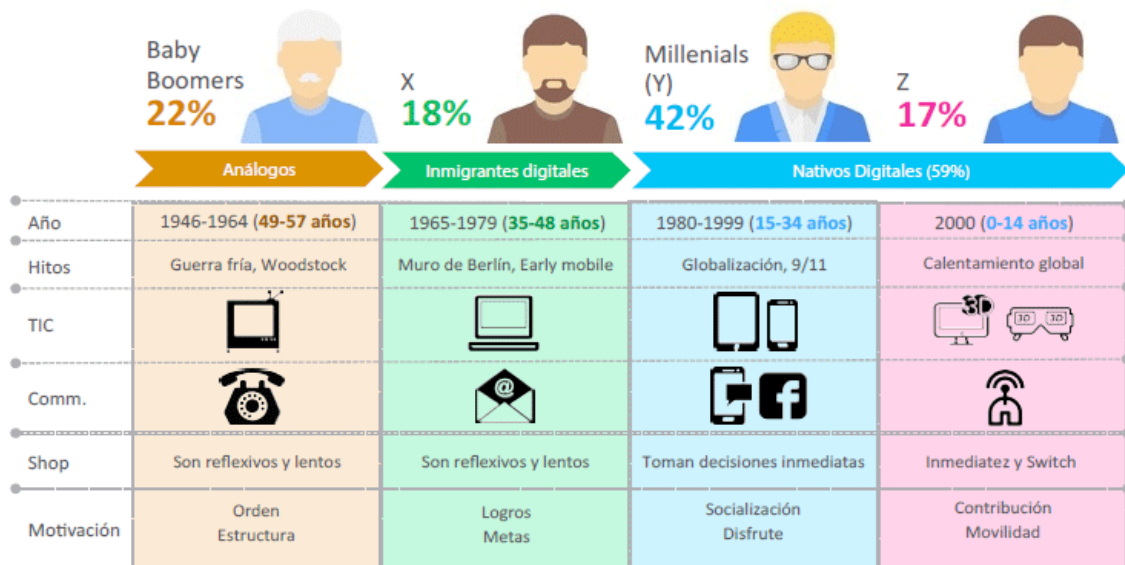 Baby
Boomers
22%
X
18%
Millenials
(Y)
42%
Z
17%
Análogos
Inmigrantes digitales
Nativos Digitales (59%)
Año
1946-1964 (49-57 años)
1965-1979 (35-48 años)
1980-1999 (15-34 años)
2000 (0-14 años)
Hitos
Guerra fría, Woodstock
Muro de Berlín, Early mobile
Globalización, 9/11
Calentamiento global
TIC
3D
3D
3D
Comm.
@
f
Shop
Son reflexivos y lentos
Son reflexivos y lentos
Toman decisiones inmediatas
Inmediatez y Switch
Motivación
Orden
Estructura
Logros
Metas
Socialización
Disfrute
Contribución
Movilidad